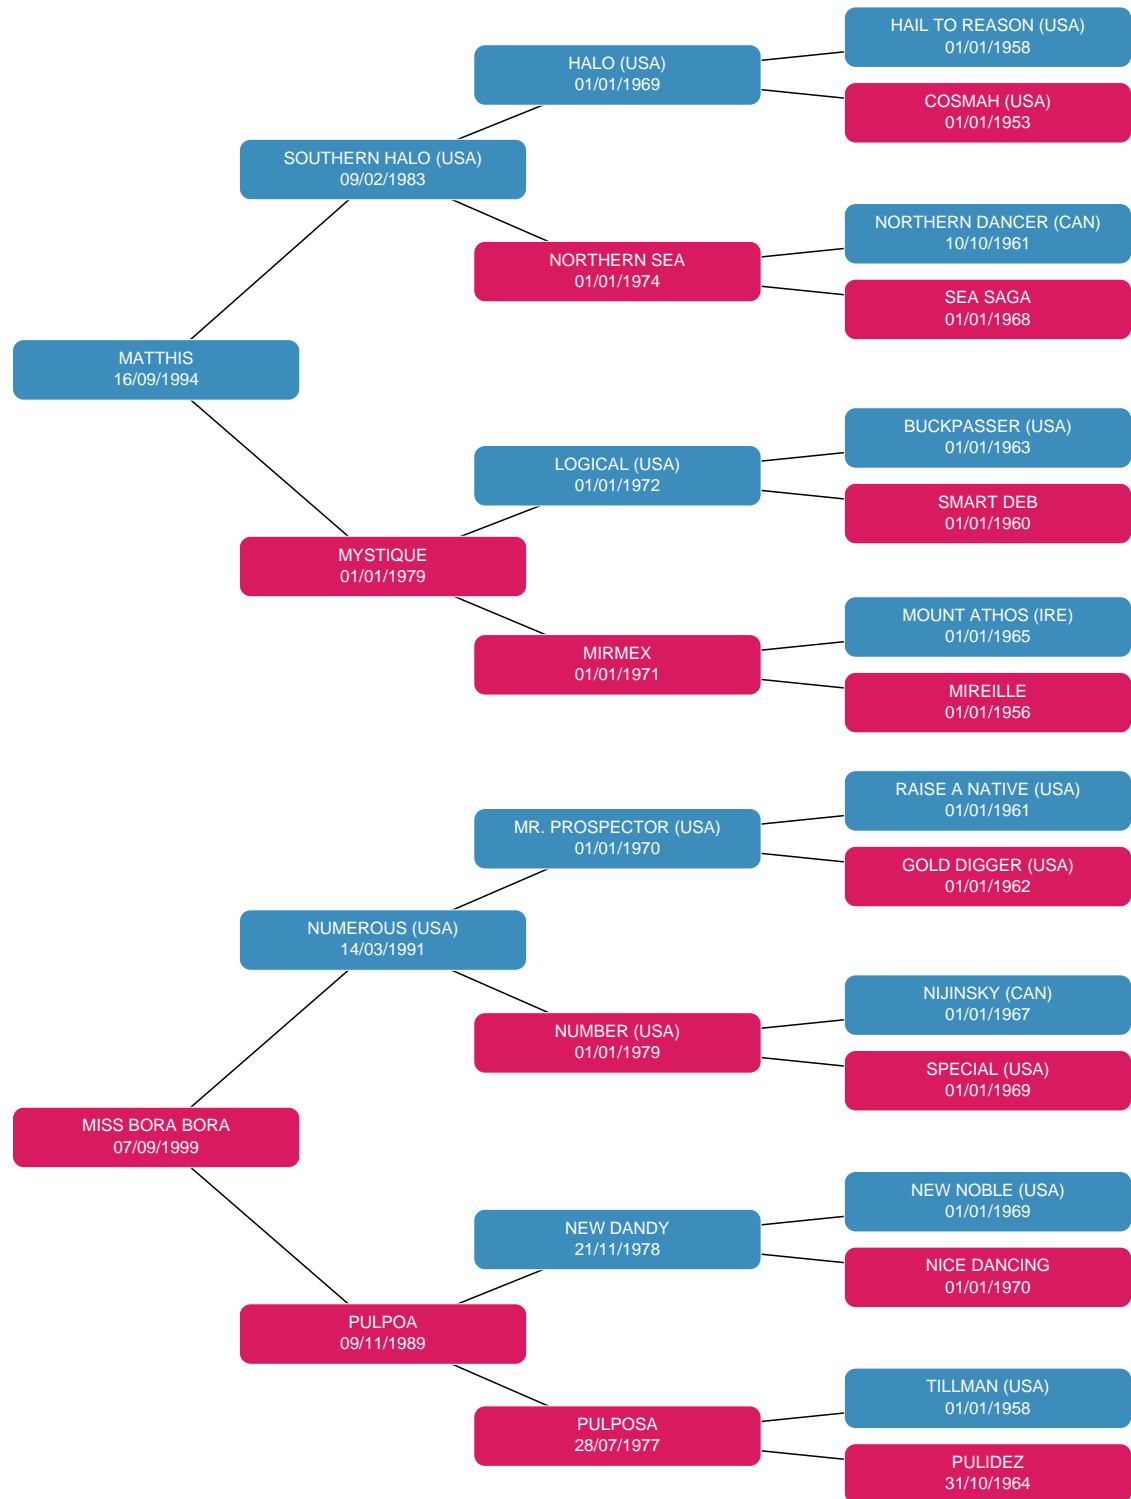 HAIL TO REASON (USA)
01/01/1958
HALO (USA)
01/01/1969
COSMAH (USA)
01/01/1953
SOUTHERN HALO (USA)
09/02/1983
NORTHERN DANCER (CAN)
10/10/1961
NORTHERN SEA
01/01/1974
SEA SAGA
01/01/1968
MATTHIS
16/09/1994
BUCKPASSER (USA)
01/01/1963
LOGICAL (USA)
01/01/1972
SMART DEB
01/01/1960
MYSTIQUE
01/01/1979
MOUNT ATHOS (IRE)
01/01/1965
MIRMEX
01/01/1971
MIREILLE
01/01/1956
RAISE A NATIVE (USA)
01/01/1961
MR. PROSPECTOR (USA)
01/01/1970
GOLD DIGGER (USA)
01/01/1962
NUMEROUS (USA)
14/03/1991
NIJINSKY (CAN)
01/01/1967
NUMBER (USA)
01/01/1979
SPECIAL (USA)
01/01/1969
MISS BORA BORA
07/09/1999
NEW NOBLE (USA)
01/01/1969
NEW DANDY
21/11/1978
NICE DANCING
01/01/1970
PULPOA
09/11/1989
TILLMAN (USA)
01/01/1958
PULPOSA
28/07/1977
PULIDEZ
31/10/1964